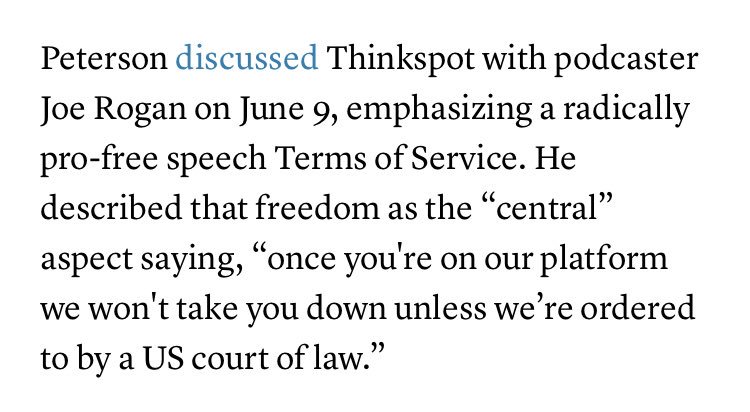 Peterson discussed Thinkspot with podcaster
Joe Rogan on June 9, emphasizing a radically
pro-free speech Terms of Service. He
described that freedom as the “central”
aspect saying, “once you're on our platform
we won't take you down unless we’re ordered
to by a US court of law.”